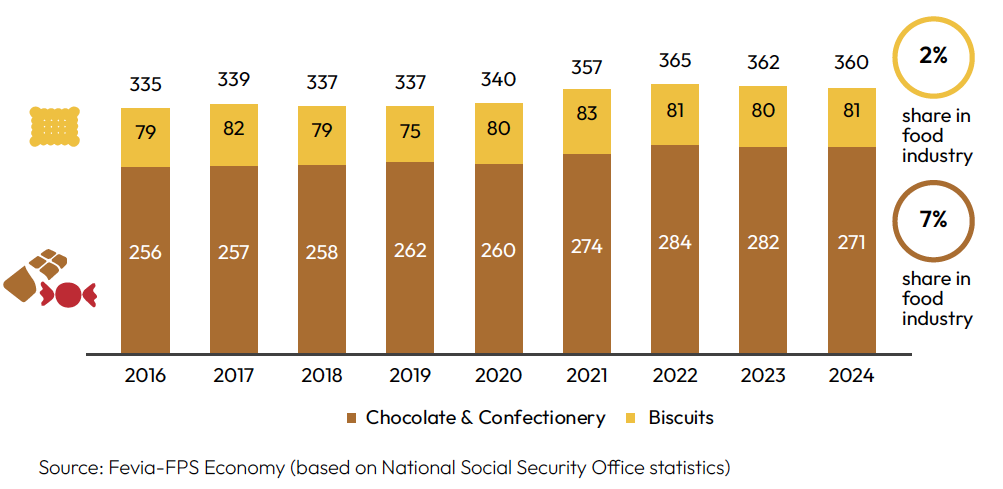 335 339 337 337 340 357 365 362 360
79 82 79 75 80 83 81 80 81
256 257 258 262 260 274 284 282 271
2016 2017 2018 2019 2020 2021 2022 2023 2024
2%
share in
food
industry
7%
share in
food
industry
Chocolate & Confectionery Biscuits
Source: Fevia-FPS Economy (based on National Social Security Office statistics)